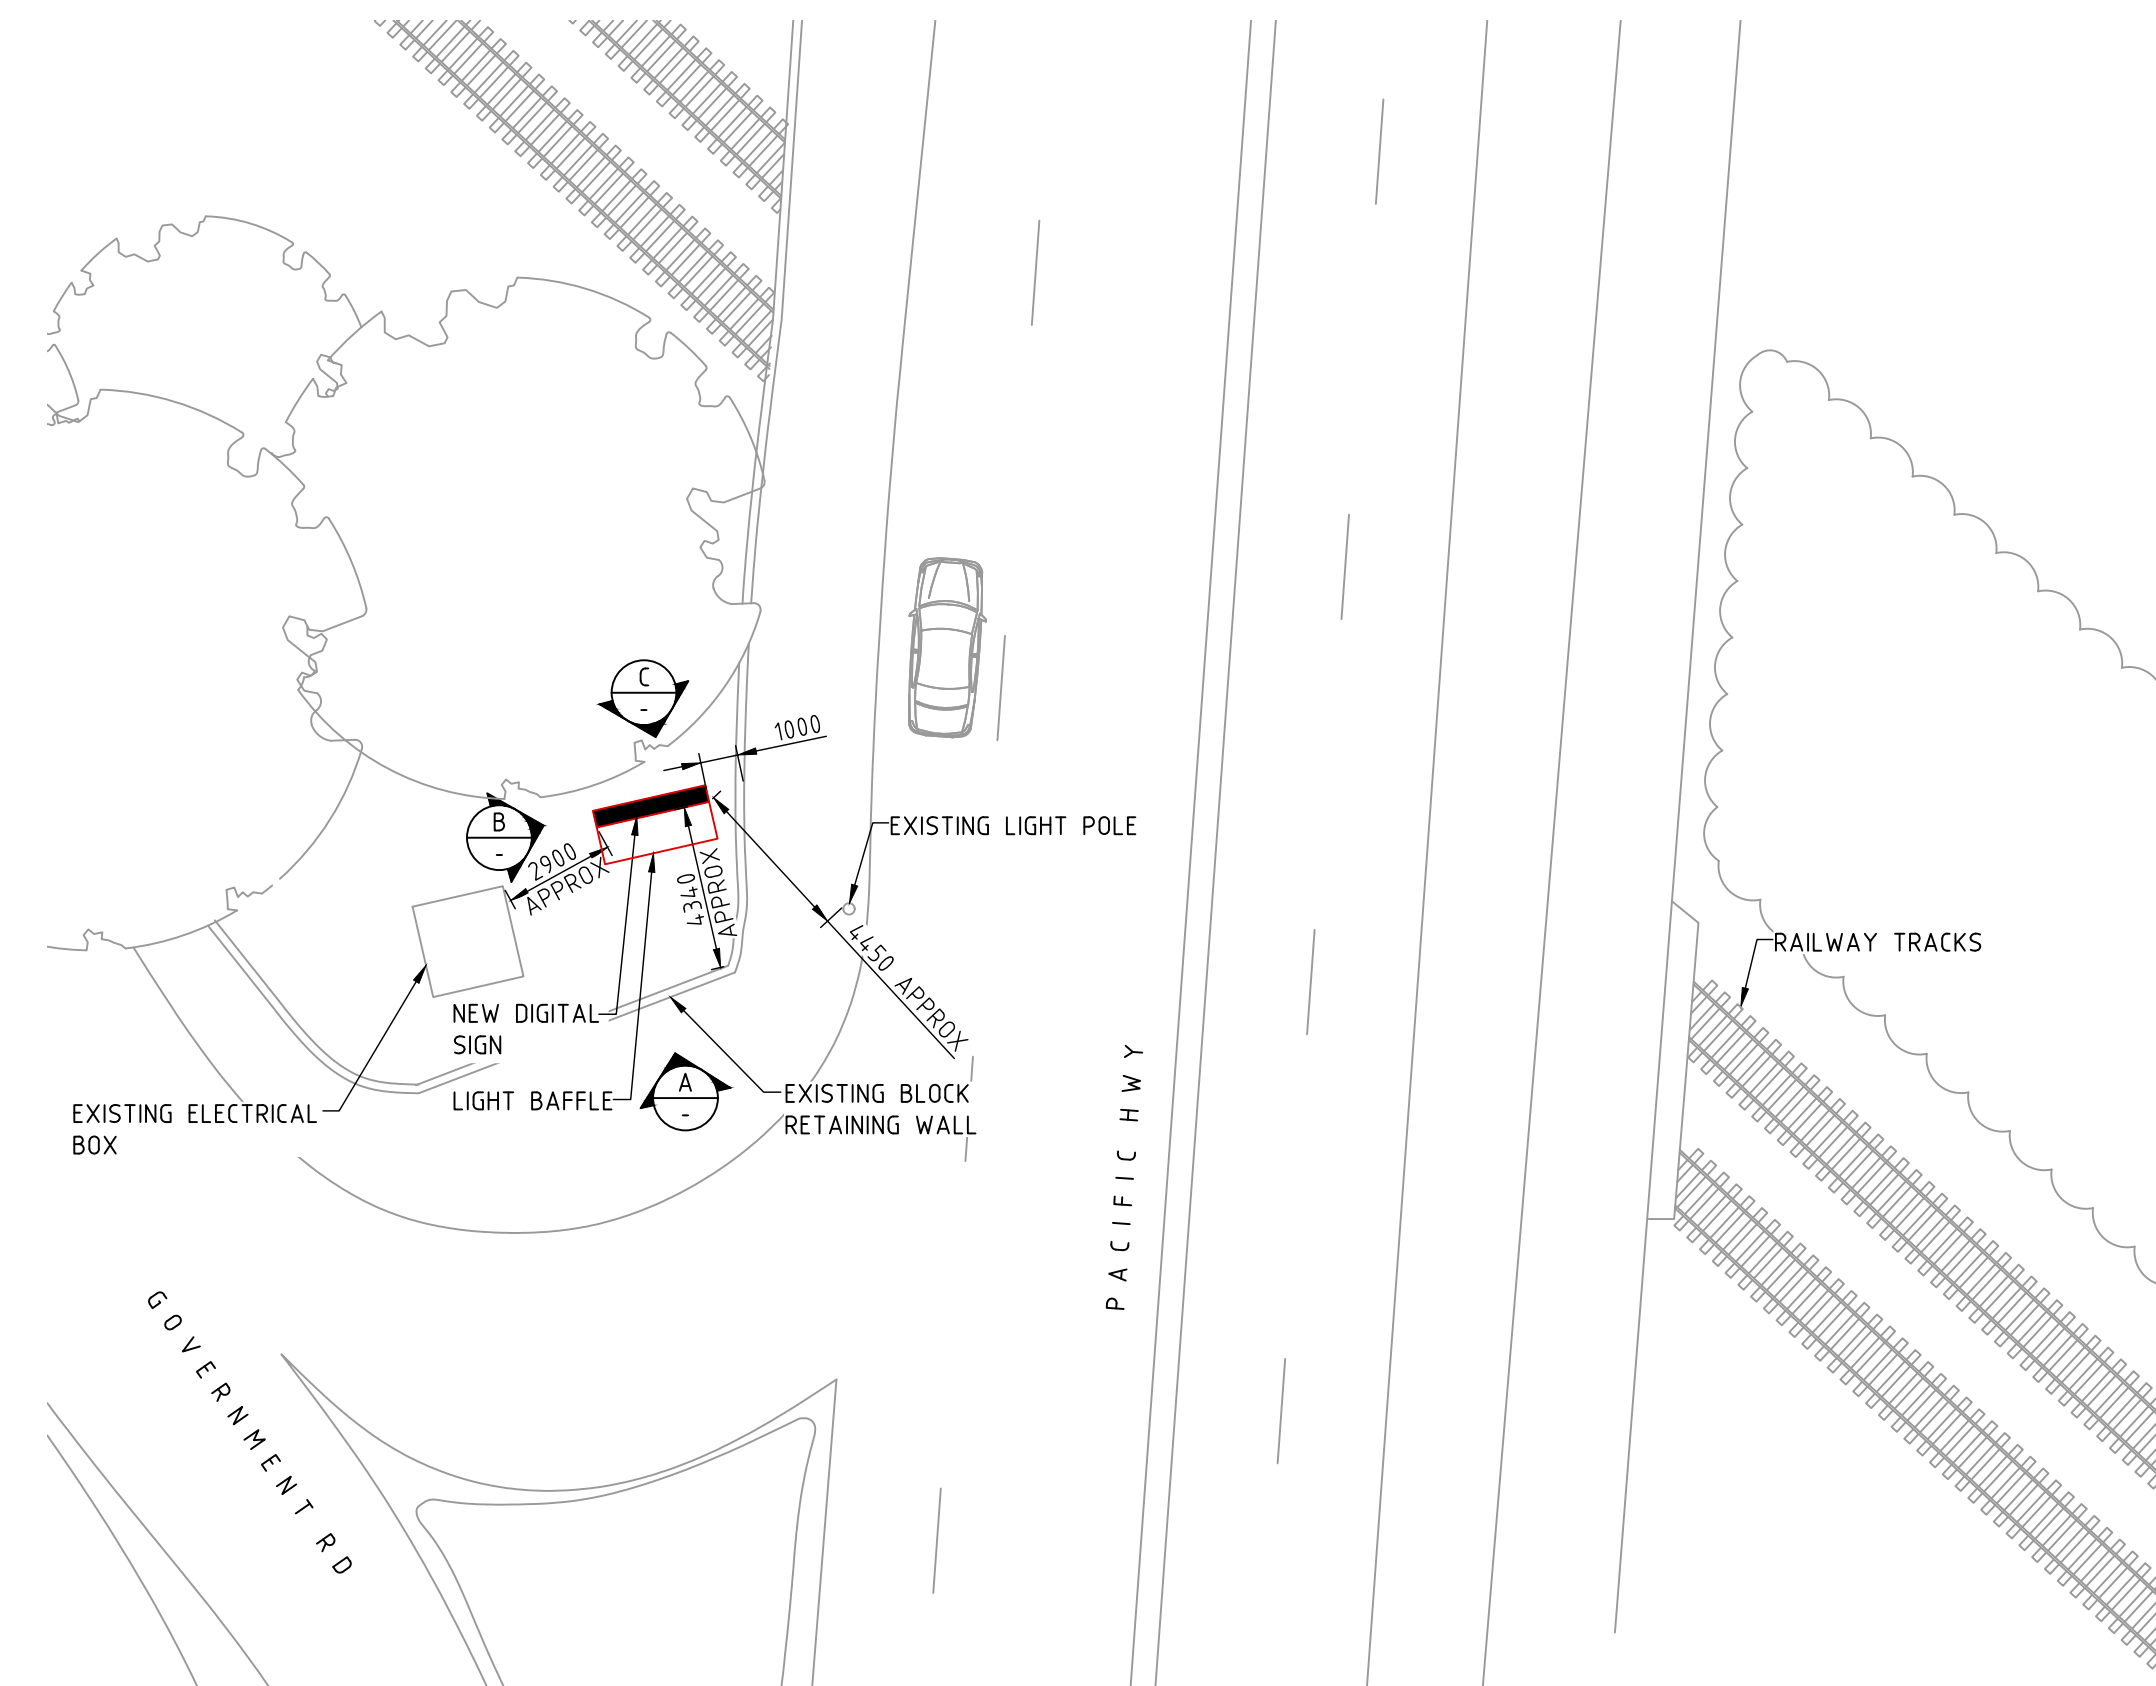 C
-
1000
B
-
2900
APPROX
4340
APPROX
EXISTING LIGHT POLE
4450 APPROX
RAILWAY TRACKS
NEW DIGITAL
SIGN
LIGHT BAFFLE
A
-
EXISTING BLOCK
RETAINING WALL
EXISTING ELECTRICAL
BOX
PACIFIC HWY
GOVERNMENT RD